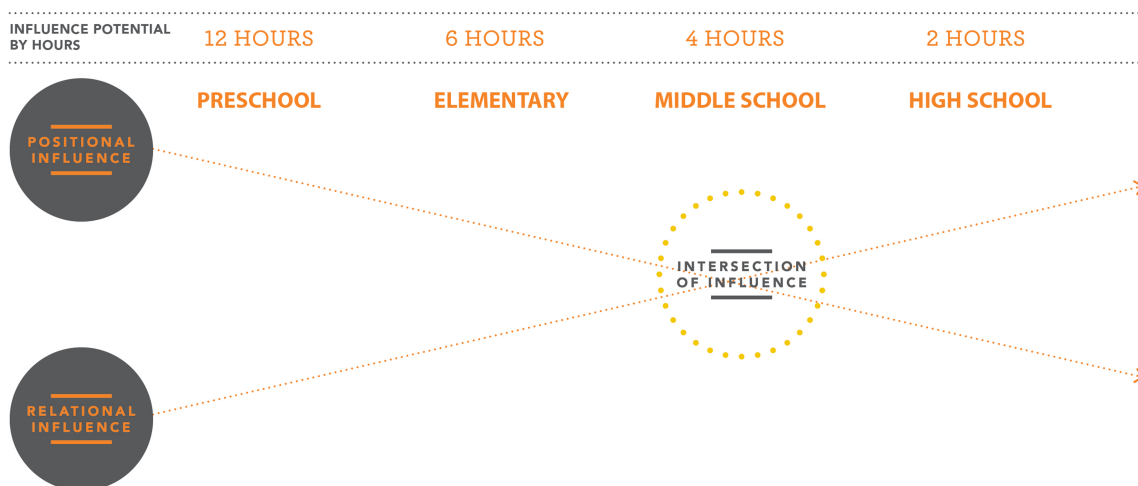 INFLUENCE POTENTIAL
BY HOURS
12 HOURS
6 HOURS
4 HOURS
2 HOURS
PRESCHOOL
ELEMENTARY
MIDDLE SCHOOL
HIGH SCHOOL
POSITIONAL
INFLUENCE
INTERSECTION
OF INFLUENCE
RELATIONAL
INFLUENCE